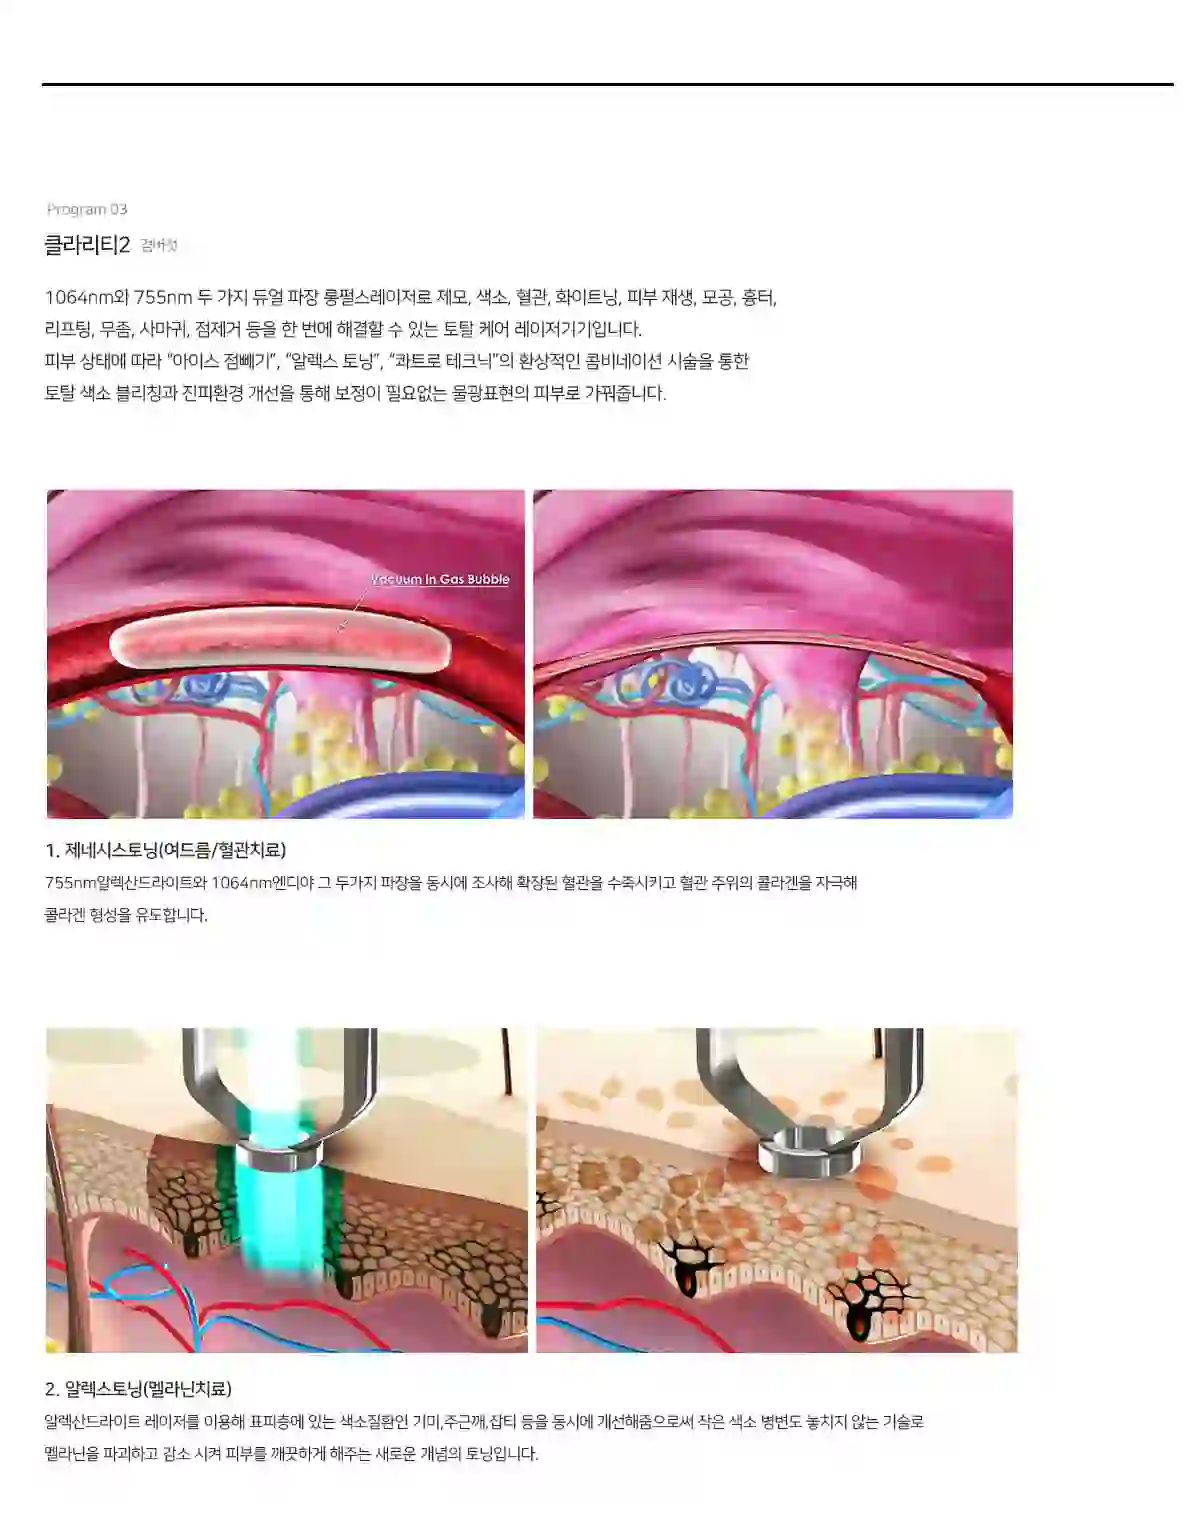 Program 03
클라리티2 겸버섯
1064nm와 755nm 두 가지 듀얼 파장 롱펄스레이저로 제모, 색소, 혈관, 화이트닝, 피부 재생, 모공, 흉터,
리프팅, 무좀, 사마귀, 점제거 등을 한 번에 해결할 수 있는 토탈 케어 레이저기기입니다.
피부 상태에 따라 “아이스 점빼기”, “알렉스 토닝”, “콰트로 테크닉”의 환상적인 콤비네이션 시술을 통한
토탈 색소 블리칭과 진피환경 개선을 통해 보정이 필요없는 물광표현의 피부로 가꿔줍니다.
Vacuum in Gas Bubble
1. 제네시스토닝(여드름/혈관치료)
755nm알렉산드라이트와 1064nm엔디야 그 두가지 파장을 동시에 조사해 확장된 혈관을 수축시키고 혈관 주위의 콜라겐을 자극해
콜라겐 형성을 유도합니다.
2. 알렉스토닝(멜라닌치료)
알렉산드라이트 레이저를 이용해 표피층에 있는 색소질환인 기미,주근깨,잡티 등을 동시에 개선해줌으로써 작은 색소 병변도 놓치지 않는 기술로
멜라닌을 파괴하고 감소 시켜 피부를 깨끗하게 해주는 새로운 개념의 토닝입니다.